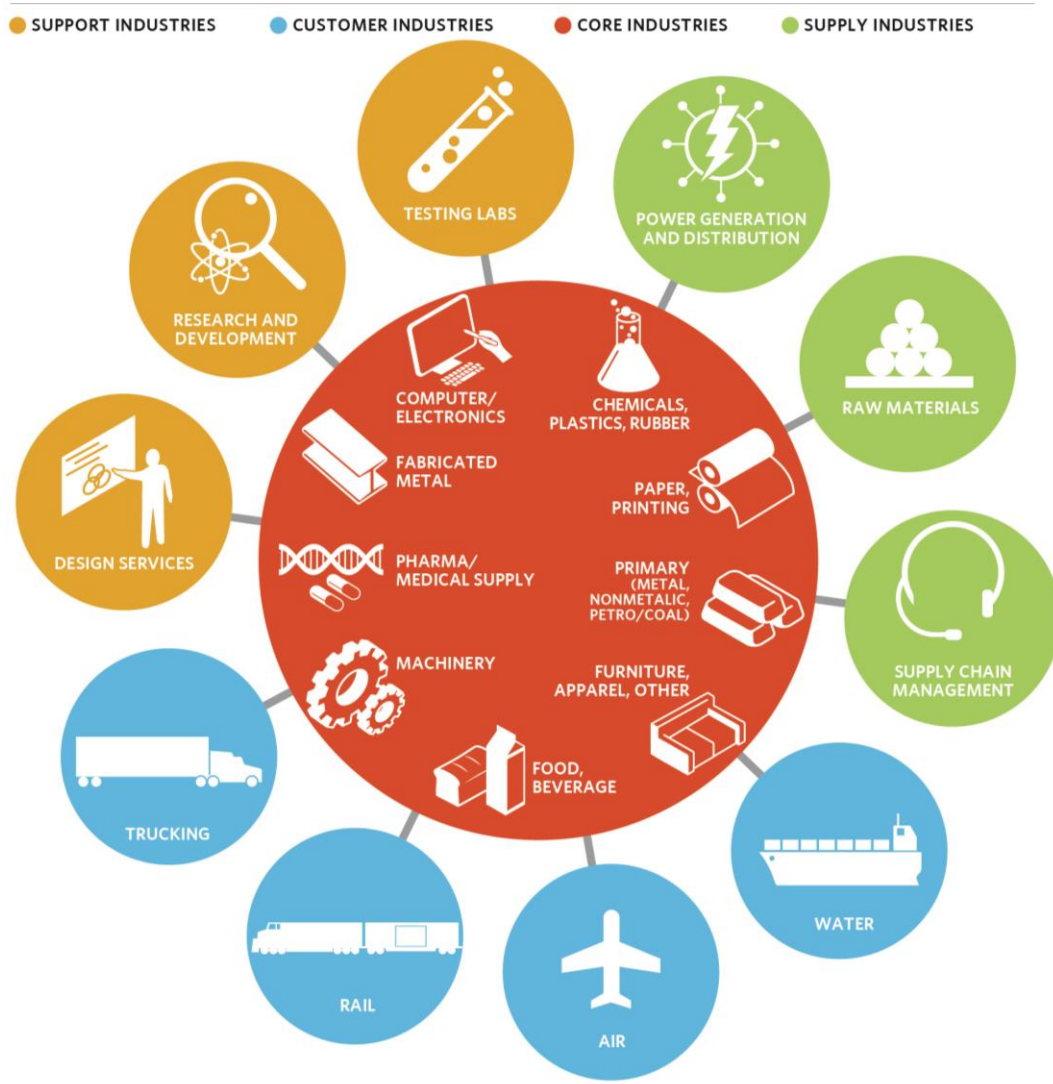 SUPPORT INDUSTRIES
CUSTOMER INDUSTRIES
CORE INDUSTRIES
SUPPLY INDUSTRIES
TESTING LABS
POWER GENERATION
AND DISTRIBUTION
RESEARCH AND
DEVELOPMENT
RAW MATERIALS
COMPUTER/
ELECTRONICS
CHEMICALS,
PLASTICS, RUBBER
FABRICATED
METAL
PAPER,
PRINTING
DESIGN SERVICES
PHARMA/
MEDICAL SUPPLY
PRIMARY
(METAL,
NONMETALIC,
PETRO/COAL)
SUPPLY CHAIN
MANAGEMENT
MACHINERY
FURNITURE,
APPAREL, OTHER
FOOD,
BEVERAGE
TRUCKING
RAIL
AIR
WATER